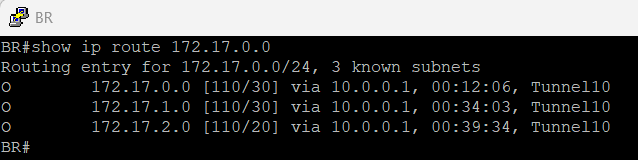 BR
BR#show ip route 172.17.0.0
Routing entry for 172.17.0.0/24, 3 known subnets
O        172.17.0.0 [110/30] via 10.0.0.1, 00:12:06, Tunnel10
O        172.17.1.0 [110/30] via 10.0.0.1, 00:34:03, Tunnel10
O        172.17.2.0 [110/20] via 10.0.0.1, 00:39:34, Tunnel10
BR#